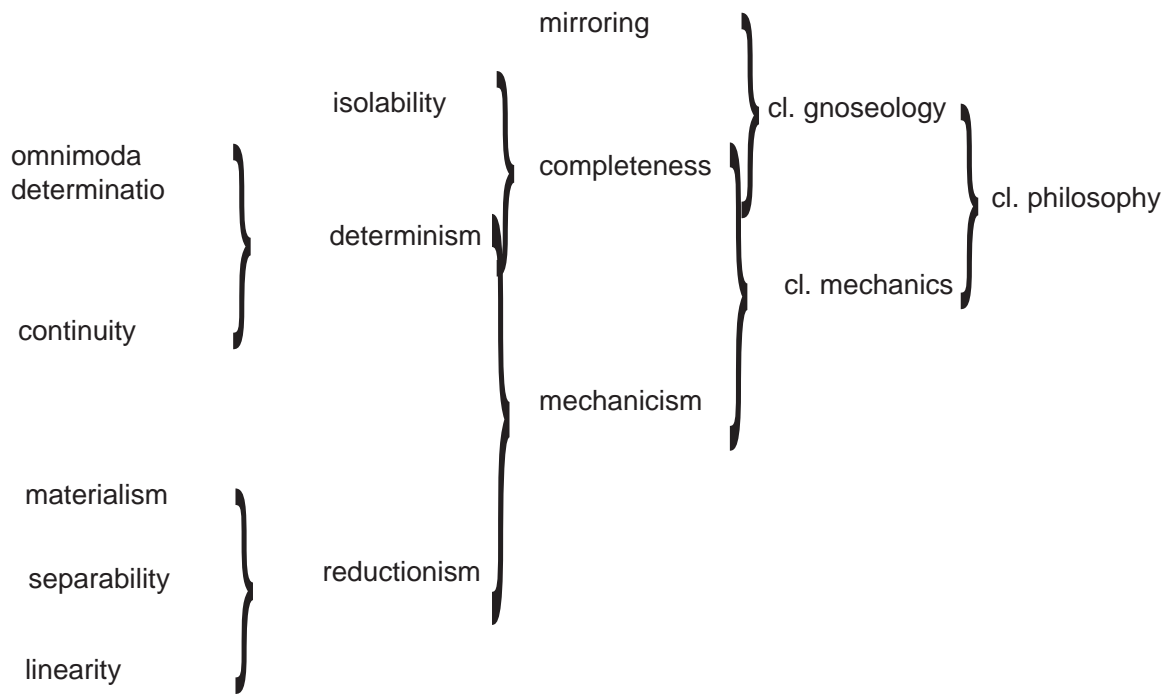 mirroring
isolability
cl. gnoseology
omnimoda
determinatio
completeness
cl. philosophy
determinism
cl. mechanics
continuity
mechanicism
materialism
separability
reductionism
linearity